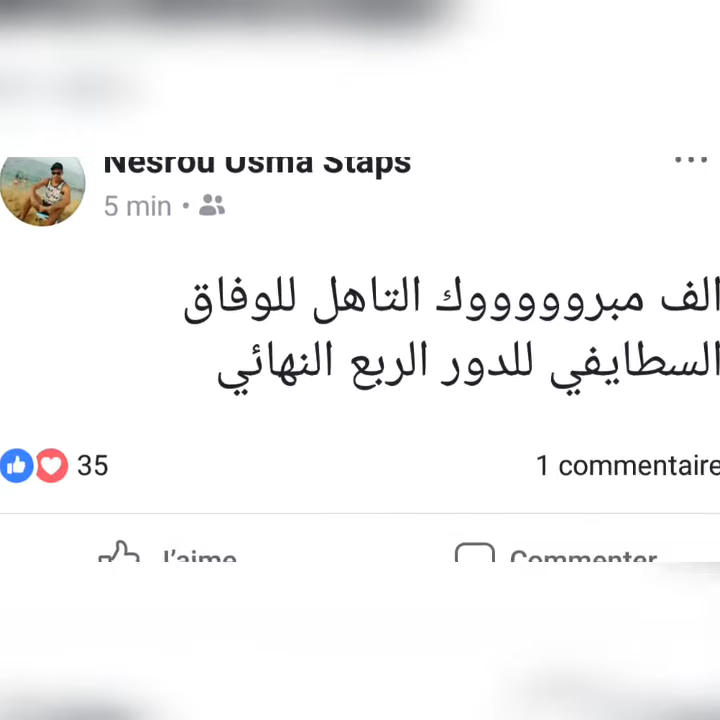 Nesrou Usma Staps
5 min
الف مبروووووك التاهل للوفاق
السطايفي للدور الربع النهائي
35
1 commentaire
J'aime
Commenter